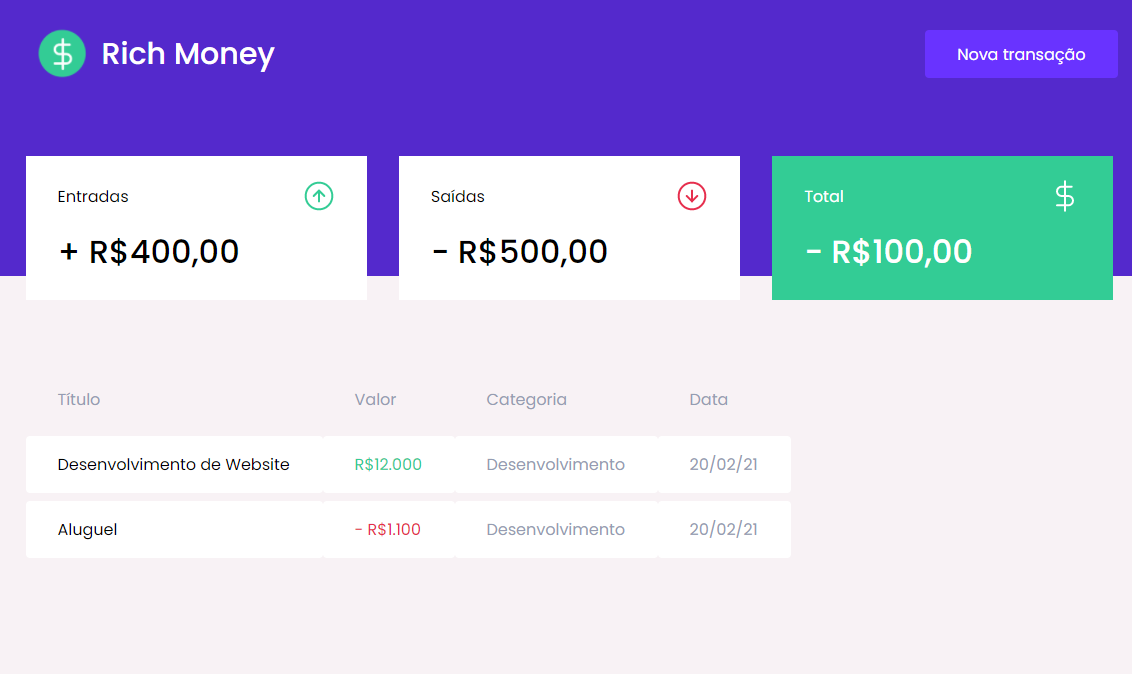 Rich Money
Nova transação
Entradas
+ R$400,00
Saídas
- R$500,00
Total
- R$100,00
Título Valor Categoria Data
Desenvolvimento de Website R$12.000 Desenvolvimento 20/02/21
Aluguel - R$1.100 Desenvolvimento 20/02/21